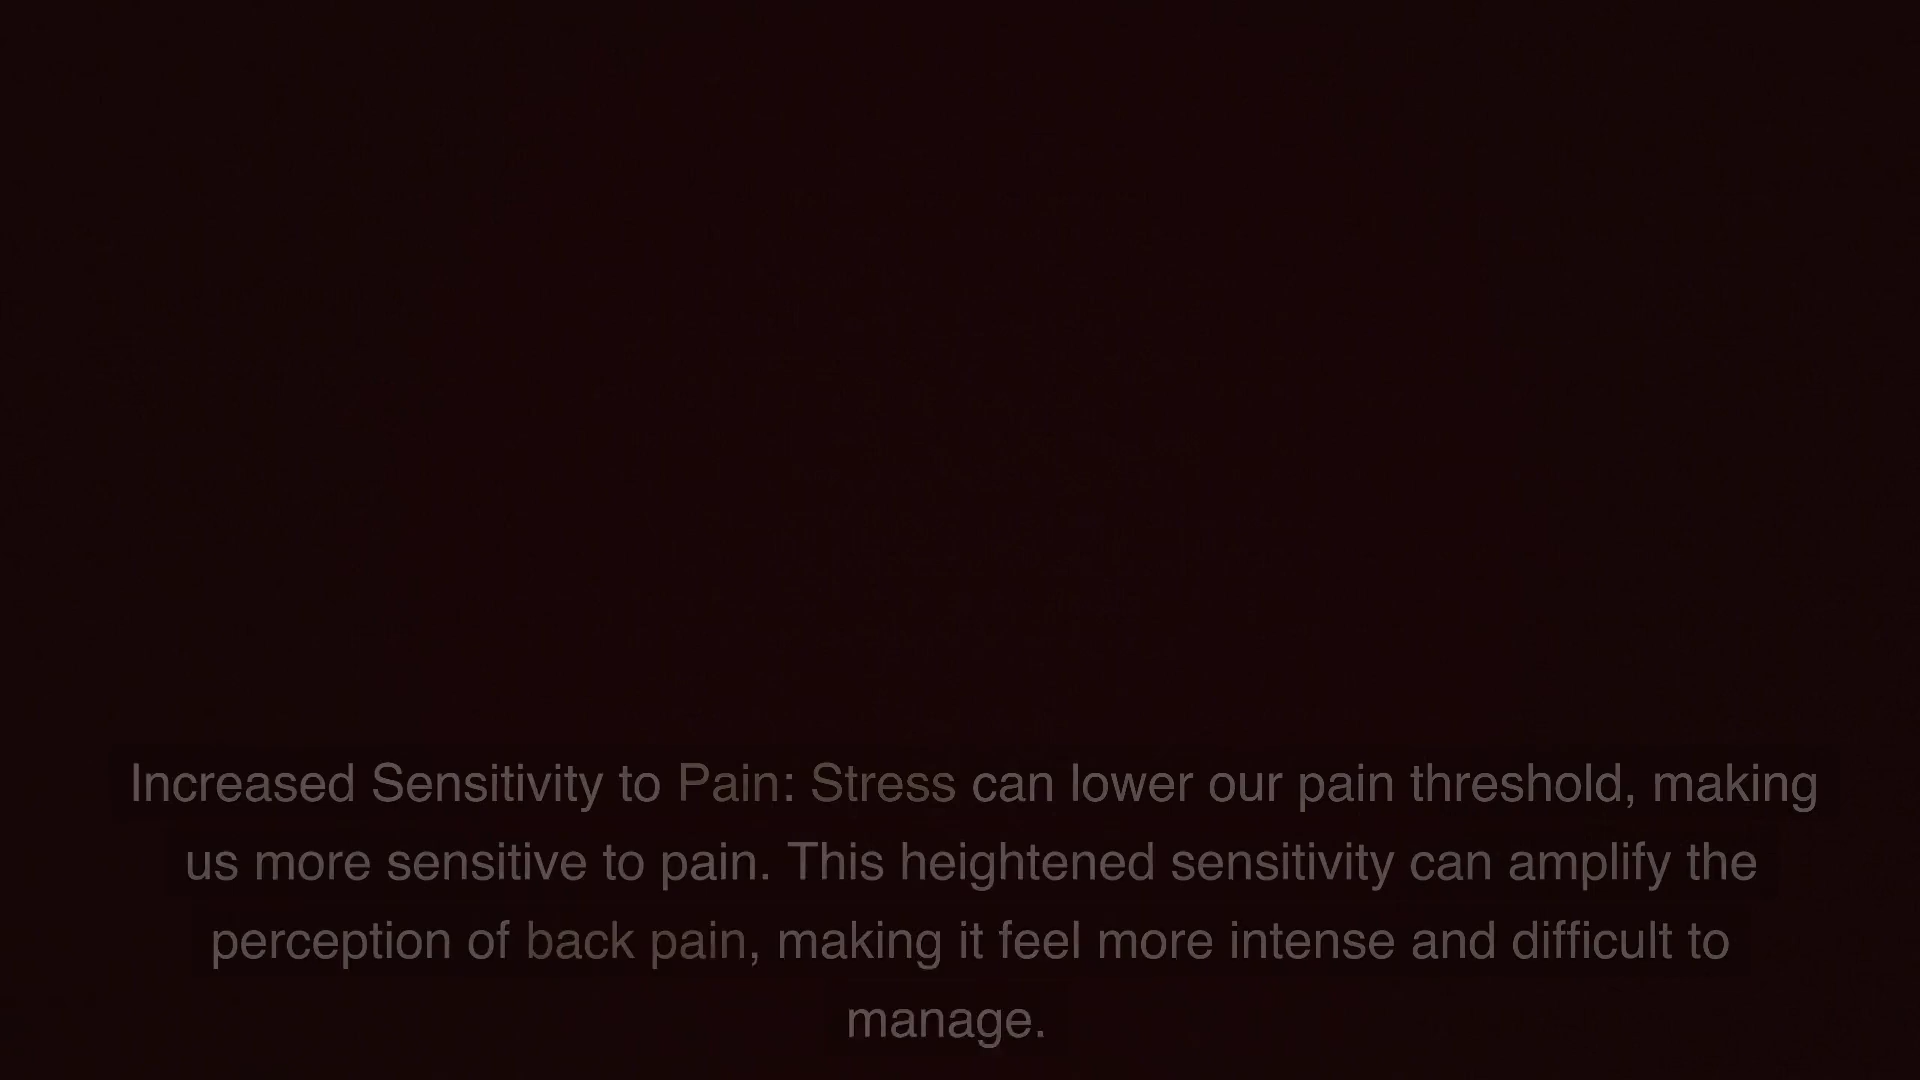 Increased Sensitivity to Pain: Stress can lower our pain threshold, making
us more sensitive to pain. This heightened sensitivity can amplify the
perception of back pain, making it feel more intense and difficult to
manage.